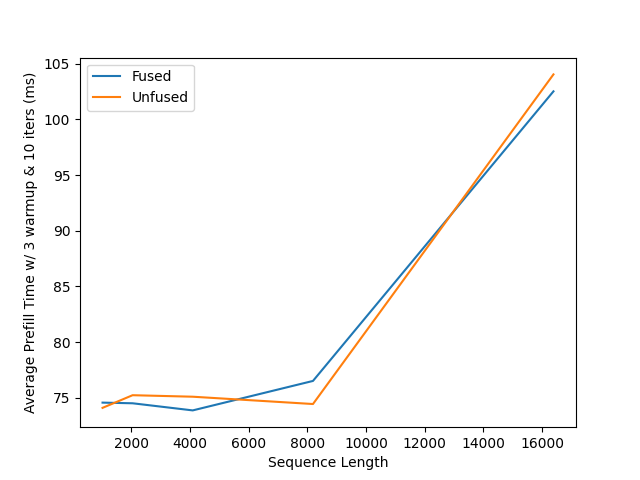 Fused
Unfused
Average Prefill Time w/ 3 warmup & 10 iters (ms)
105
100
95
90
85
80
75
2000 4000 6000 8000 10000 12000 14000 16000
Sequence Length